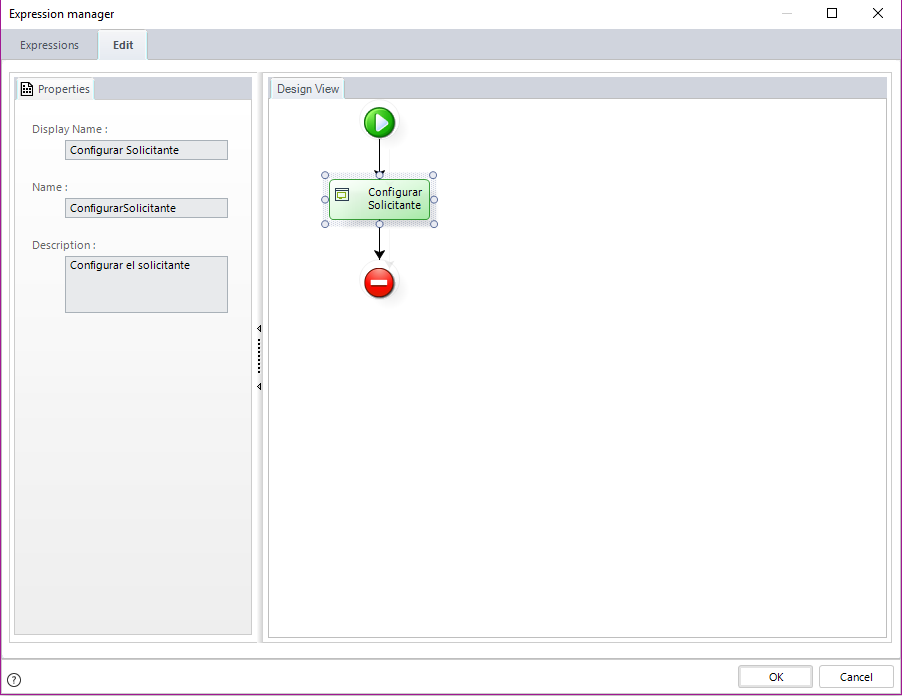 Expression manager
Expressions
Edit
Properties
Display Name :
Configurar Solicitante
Name :
ConfigurarSolicitante
Description :
Configurar el solicitante
Design View
Configurar
Solicitante
?
OK
Cancel